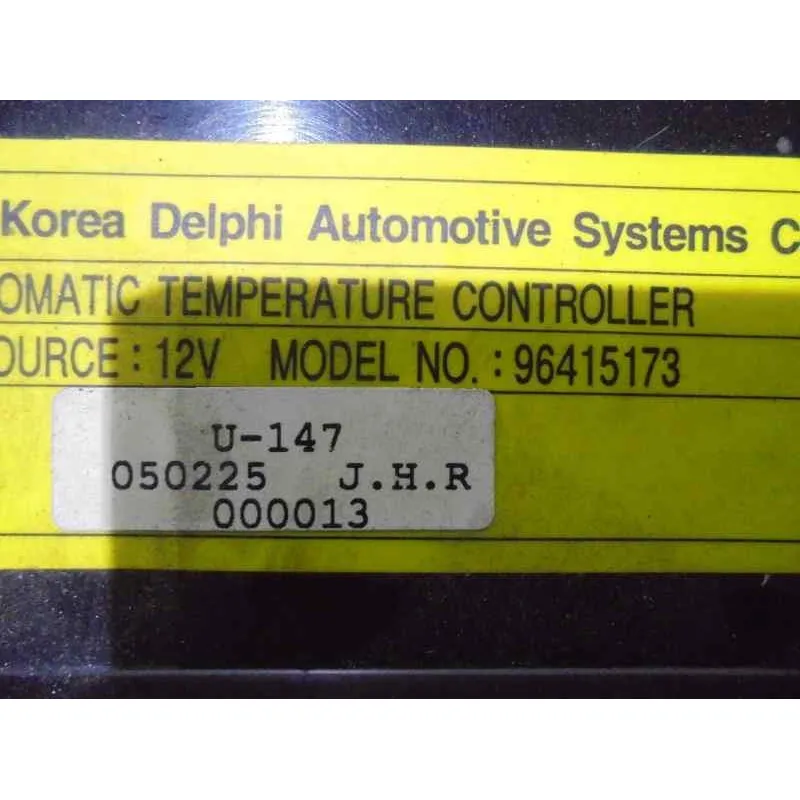 Korea Delphi Automotive Systems C
OMATIC TEMPERATURE CONTROLLER
OURCE : 12V MODEL NO. : 96415173
U-147
050225 J.H.R
000013